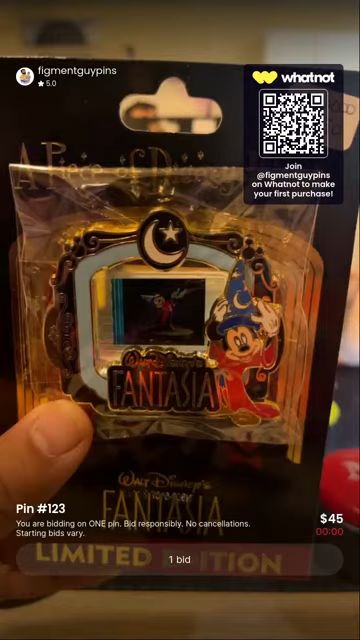 figmentguypins
5.0
whatnot
Join
@figmentguypins
on Whatnot to make
your first purchase!
A Piece of Disney
Walt Disney's
FANTASIA
Walt Disney's
FANTASIA
Pin #123
You are bidding on ONE pin. Bid responsibly. No cancellations.
Starting bids vary.
$45
00:00
LIMITED EDITION
1 bid